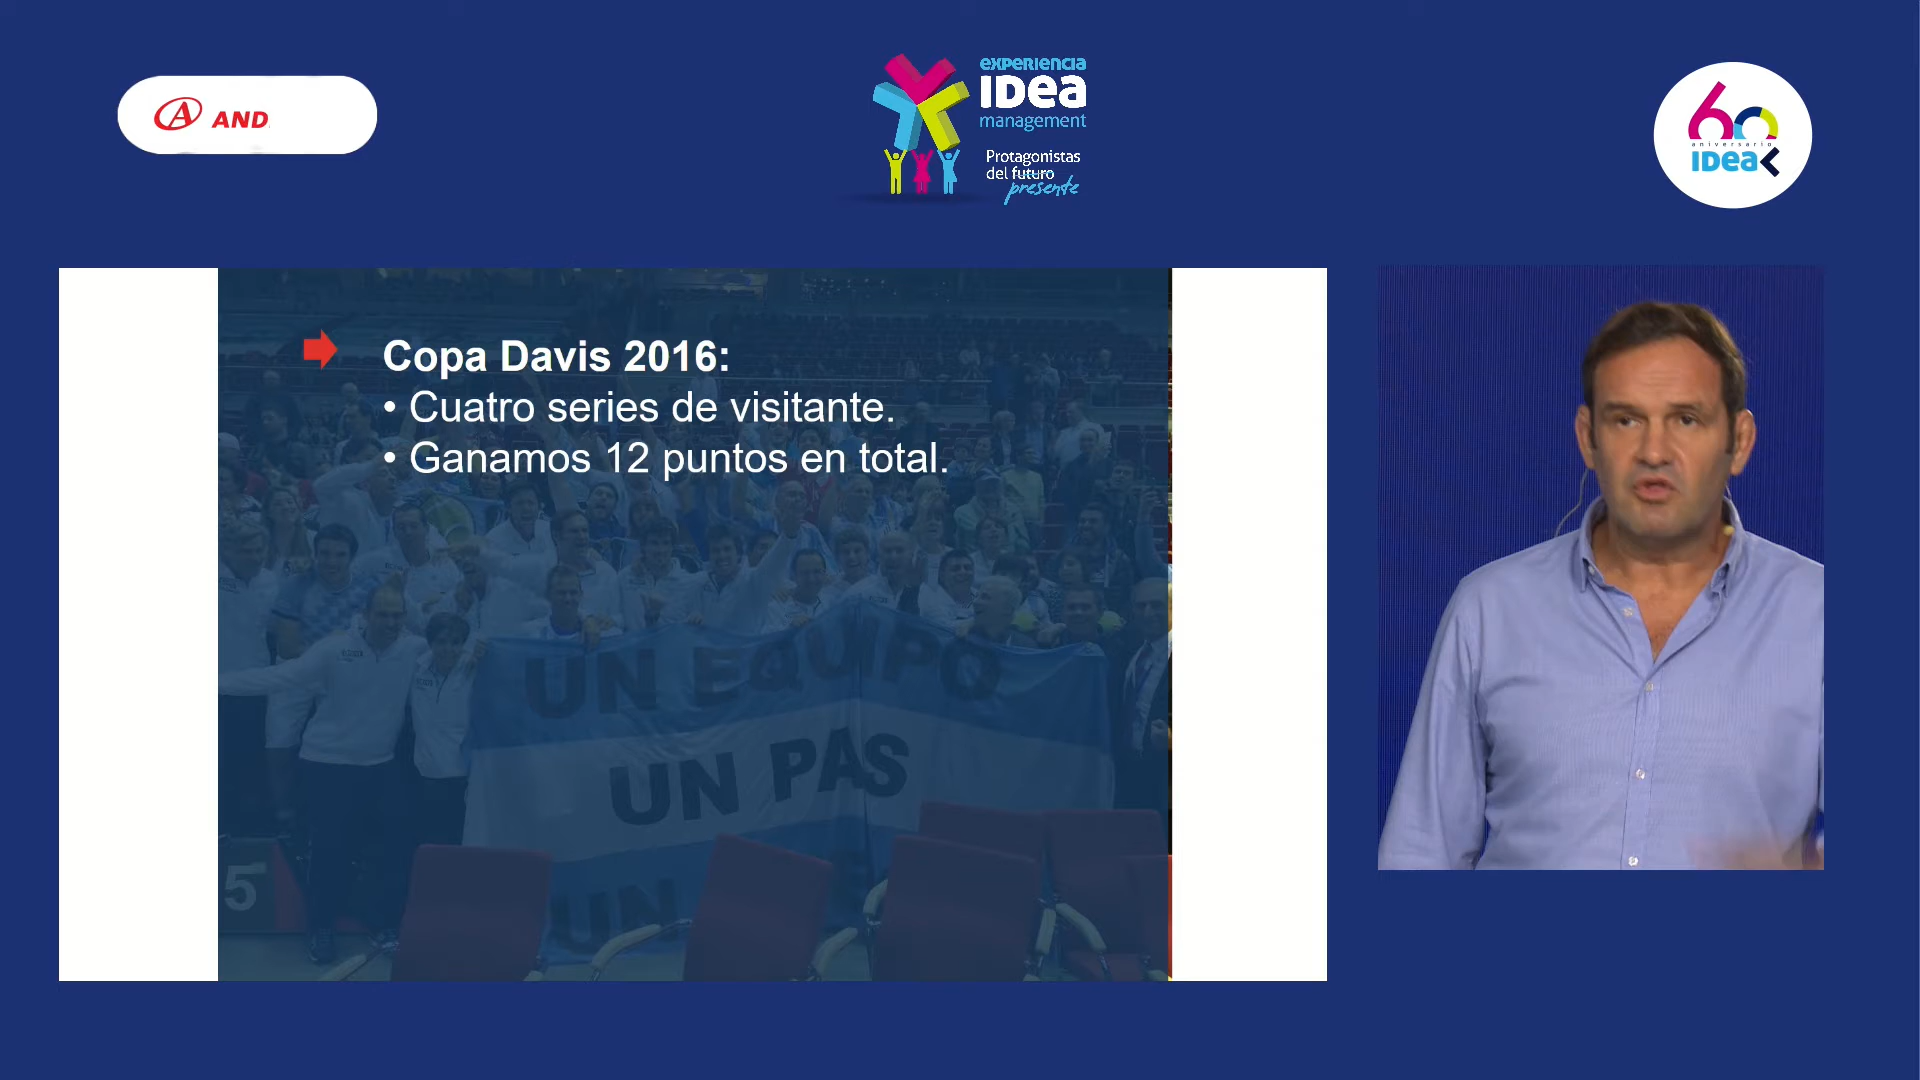 AND
experiencia
IDea
management
Protagonistas
del futuro
presente
60
aniversario
IDea
Copa Davis 2016:
• Cuatro series de visitante.
• Ganamos 12 puntos en total.
UN EQUIPO
UN PAS
UN
5